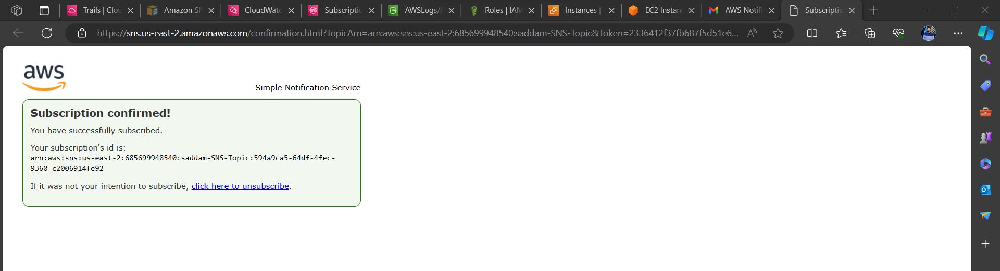 Trails | Clou
Amazon SN
CloudWatc
Subscriptio
AWSLogs/6
Roles | IAM
Instances |
EC2 Instan
AWS Notifi
Subscriptio
https://sns.us-east-2.amazonaws.com/confirmation.html?TopicArn=arn:aws:sns:us-east-2:685699948540:saddam-SNS-Topic&Token=2336412f37fb687f5d51e6...
aws
Simple Notification Service
Subscription confirmed!
You have successfully subscribed.
Your subscription's id is:
arn:aws:sns:us-east-2:685699948540:saddam-SNS-Topic:594a9ca5-64df-4fec-
9360-c2006914fe92
If it was not your intention to subscribe, click here to unsubscribe.